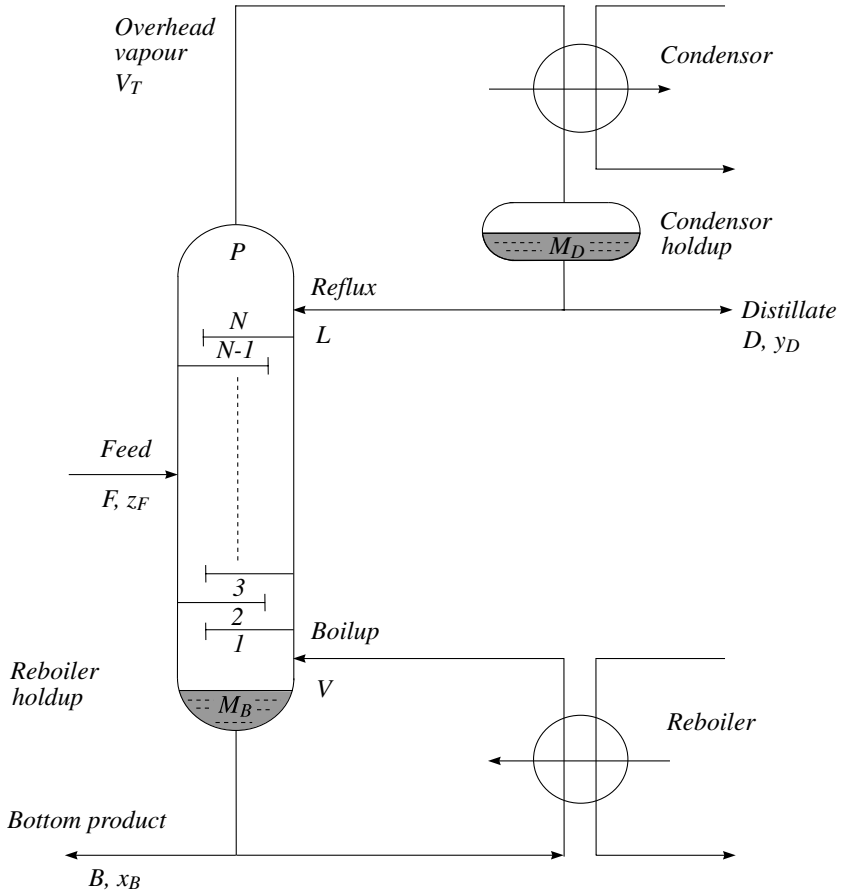 Overhead
vapour
V_T
Condensor
P
M_D
Condensor
holdup
Reflux
L
Distillate
D, y_D
N
N-1
Feed
F, z_F
3
2
1
Boilup
V
Reboiler
holdup
M_B
Reboiler
Bottom product
B, x_B